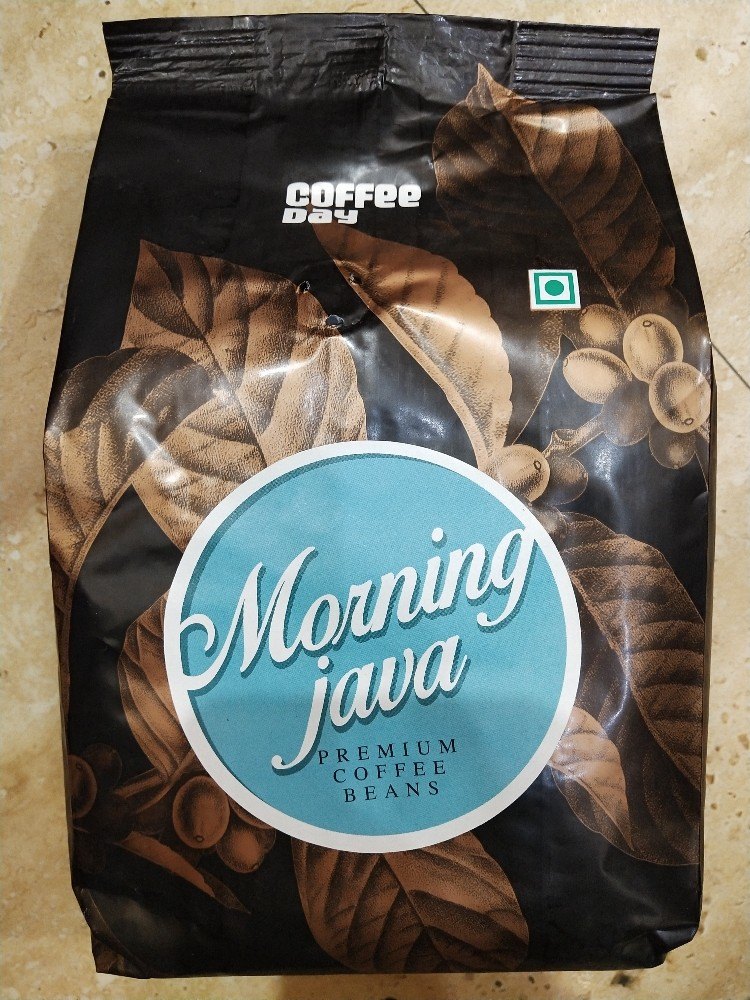 COFFEE
Day
Morning
java
PREMIUM
COFFEE
BEANS